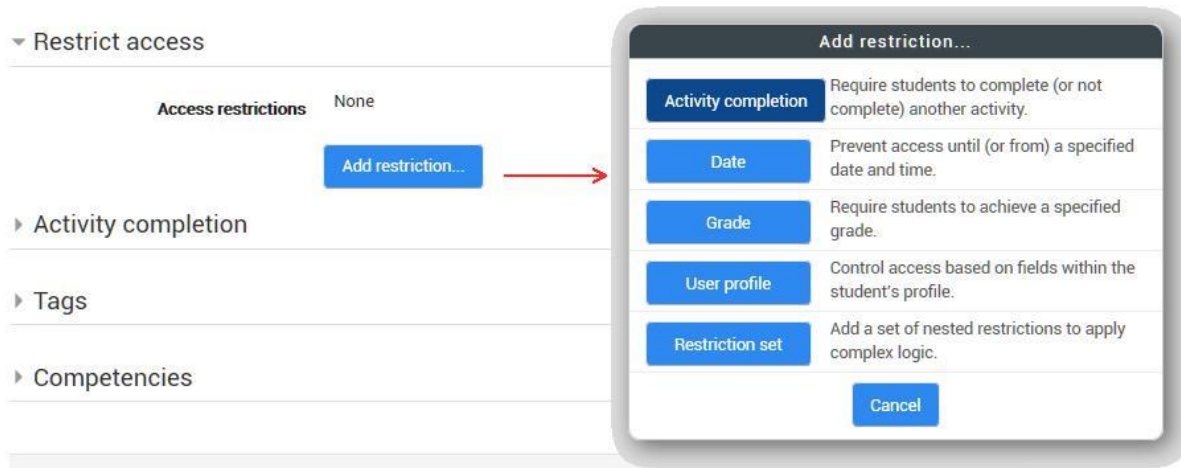 Restrict access
Access restrictions
None
Add restriction...
Activity completion
Tags
Competencies
Add restriction...
Activity completion
Require students to complete (or not
complete) another activity.
Date
Prevent access until (or from) a specified
date and time.
Grade
Require students to achieve a specified
grade.
User profile
Control access based on fields within the
student's profile.
Restriction set
Add a set of nested restrictions to apply
complex logic.
Cancel